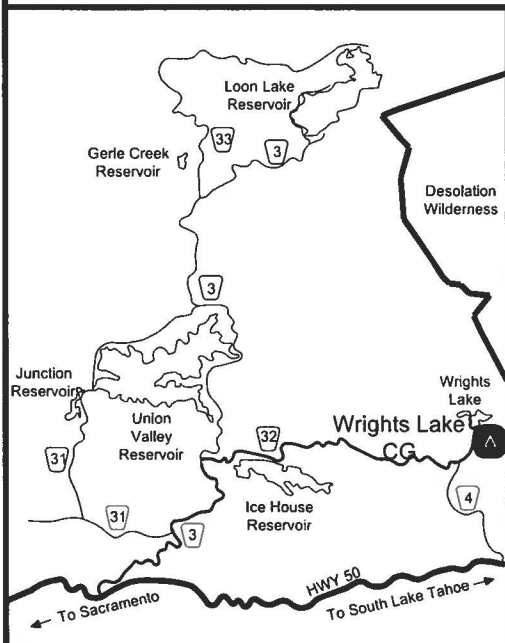 Loon Lake
Reservoir
33
3
Gerle Creek
Reservoir
Desolation
Wilderness
3
Junction
Reservoir
Wrights
Lake
Union
Valley
Reservoir
32
Wrights Lake
CG
31
4
Ice House
Reservoir
31
3
HWY 50
To Sacramento
To South Lake Tahoe